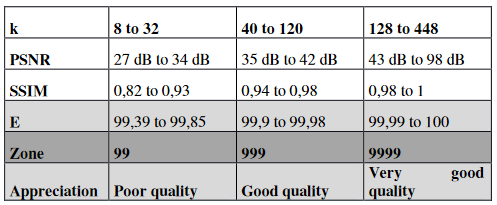 k 8 to 32 40 to 120 128 to 448
PSNR 27 dB to 34 dB 35 dB to 42 dB 43 dB to 98 dB
SSIM 0,82 to 0,93 0,94 to 0,98 0,98 to 1
E 99,39 to 99,85 99,9 to 99,98 99,99 to 100
Zone 99 999 9999
Appreciation Poor quality Good quality Very good
quality